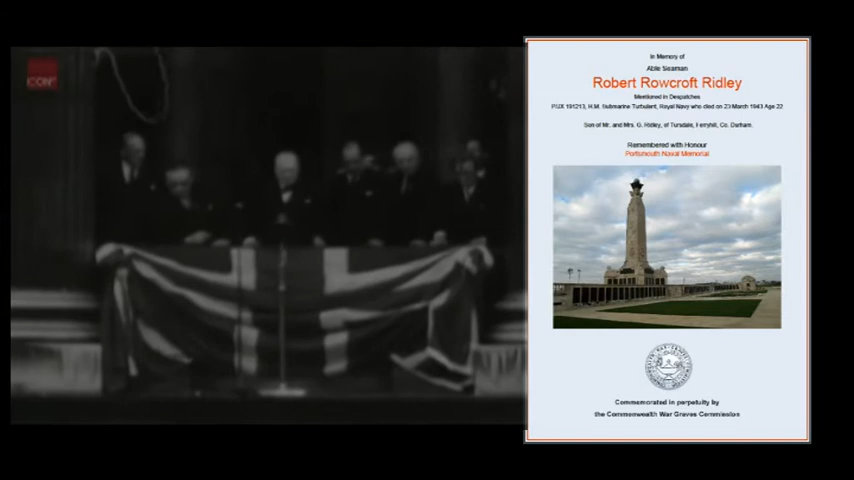 ICON
In Memory of
Able Seaman
Robert Rowcroft Ridley
Mentioned in Despatches
P/JX 191213, H.M. Submarine Turbulent, Royal Navy who died on 23 March 1943 Age 22
Son of Mr. and Mrs. G. Ridley, of Tursdale, Ferryhill, Co. Durham.
Remembered with Honour
Portsmouth Naval Memorial
Commemorated in perpetuity by
the Commonwealth War Graves Commission